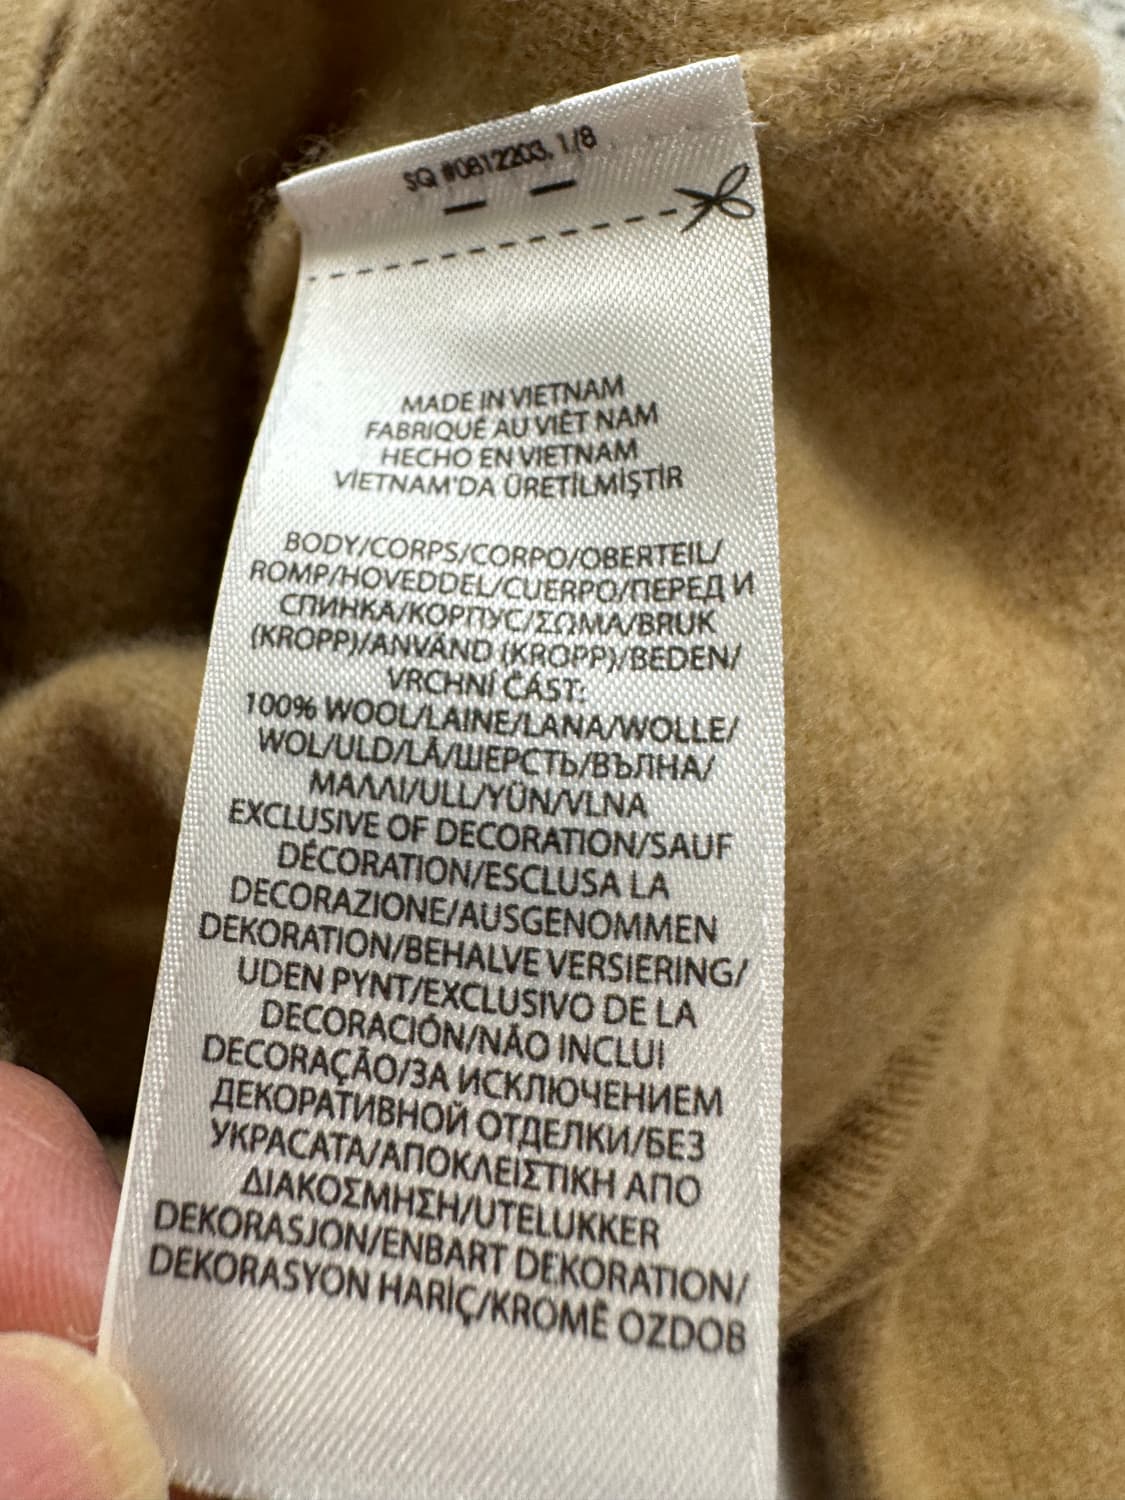 SQ #0812203, 1/8
MADE IN VIETNAM
FABRIQUÉ AU VIÊT NAM
HECHO EN VIETNAM
VİETNAM'DA ÜRETİLMİŞTİR
BODY/CORPS/CORPO/OBERTEIL/
ROMP/HOVEDDEL/CUERPO/ПЕРЕД И
СПИНКА/КОРПУС/ΣΩΜΑ/BRUK
(KROPP)/ANVÄND (KROPP)/BEDEN/
VRCHNÍ ČÁST:
100% WOOL/LAINE/LANA/WOLLE/
WOL/ULD/LÃ/ШЕРСТЬ/ВЪЛНА/
ΜΑΛΛΙ/ULL/YÜN/VLNA
EXCLUSIVE OF DECORATION/SAUF
DÉCORATION/ESCLUSA LA
DECORAZIONE/AUSGENOMMEN
DEKORATION/BEHALVE VERSIERING/
UDEN PYNT/EXCLUSIVO DE LA
DECORACIÓN/NÃO INCLUI
DECORAÇÃO/ЗА ИСКЛЮЧЕНИЕМ
ДЕКОРАТИВНОЙ ОТДЕЛКИ/БЕЗ
УКРАСАТА/ΑΠΟΚΛΕΙΣΤΙΚΗ ΑΠΟ
ΔΙΑΚΟΣΜΗΣΗ/UTELUKKER
DEKORASJON/ENBART DEKORATION/
DEKORASYON HARİÇ/KROMĚ OZDOB